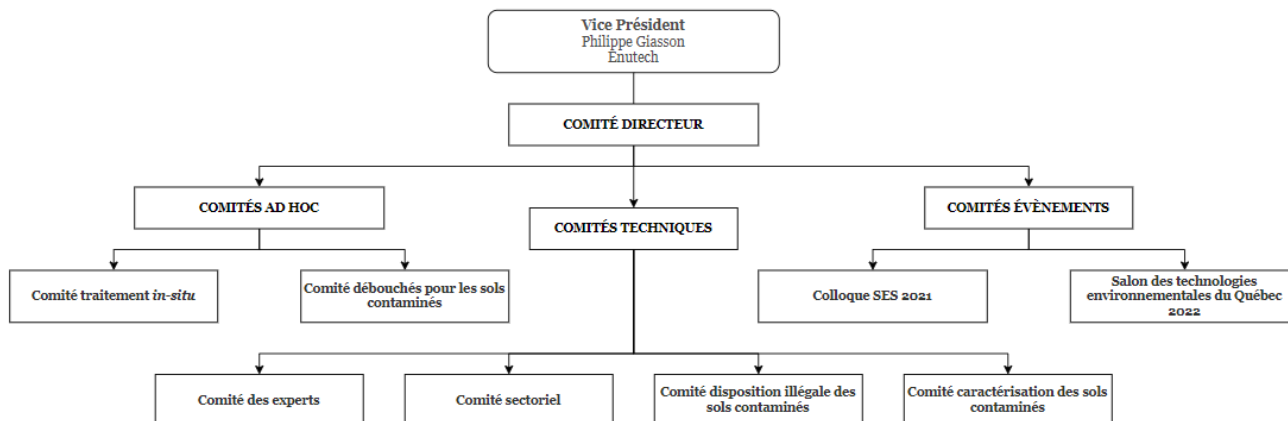 Vice Président
Philippe Giasson
Enutech
COMITÉ DIRECTEUR
COMITÉS AD HOC
COMITÉS TECHNIQUES
COMITÉS ÉVÈNEMENTS
Comité traitement in-situ
Comité débouchés pour les sols
contaminés
Colloque SES 2021
Salon des technologies
environnementales du Québec
2022
Comité des experts
Comité sectoriel
Comité disposition illégale des
sols contaminés
Comité caractérisation des sols
contaminés